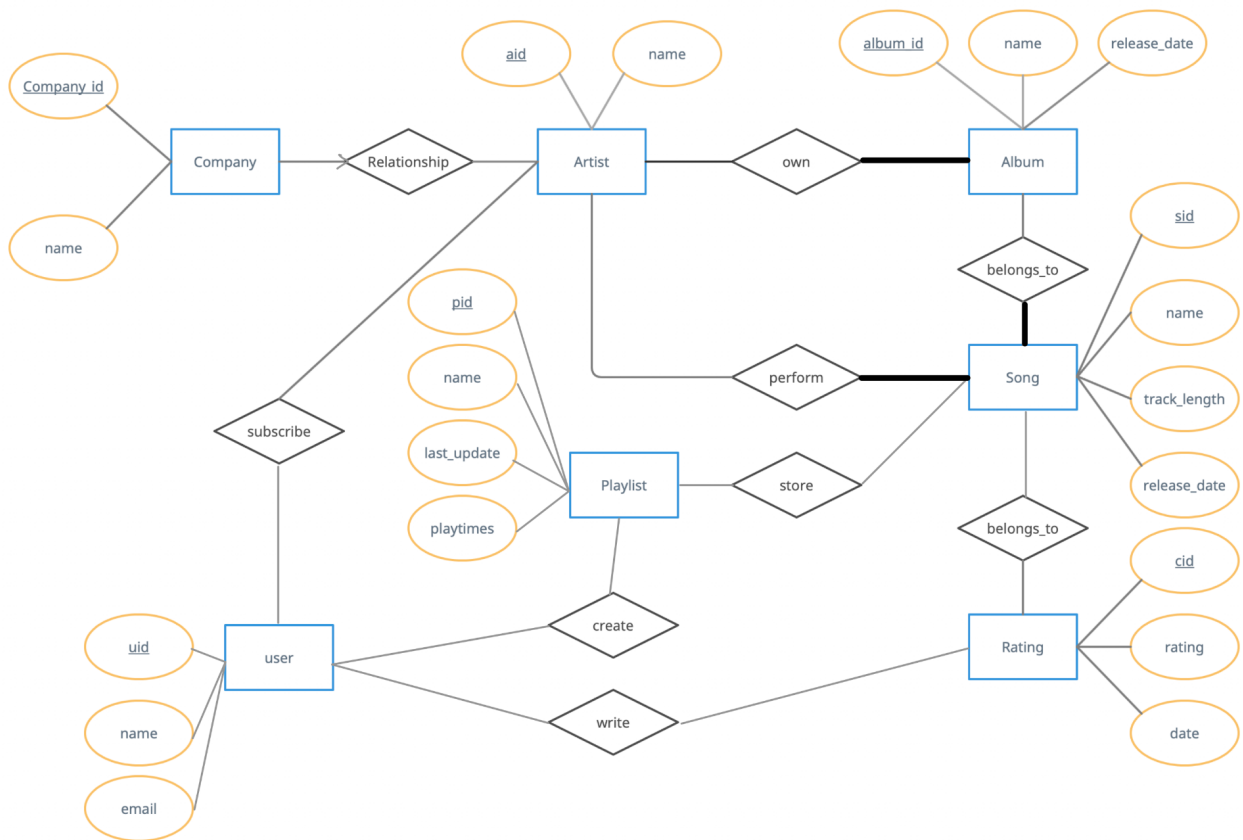 aid
name
album_id
name
release_date
Company_id
Company
Relationship
Artist
own
Album
name
sid
belongs_to
pid
name
name
perform
Song
track_length
subscribe
last_update
Playlist
store
release_date
playtimes
belongs_to
cid
uid
user
create
Rating
rating
name
write
date
email